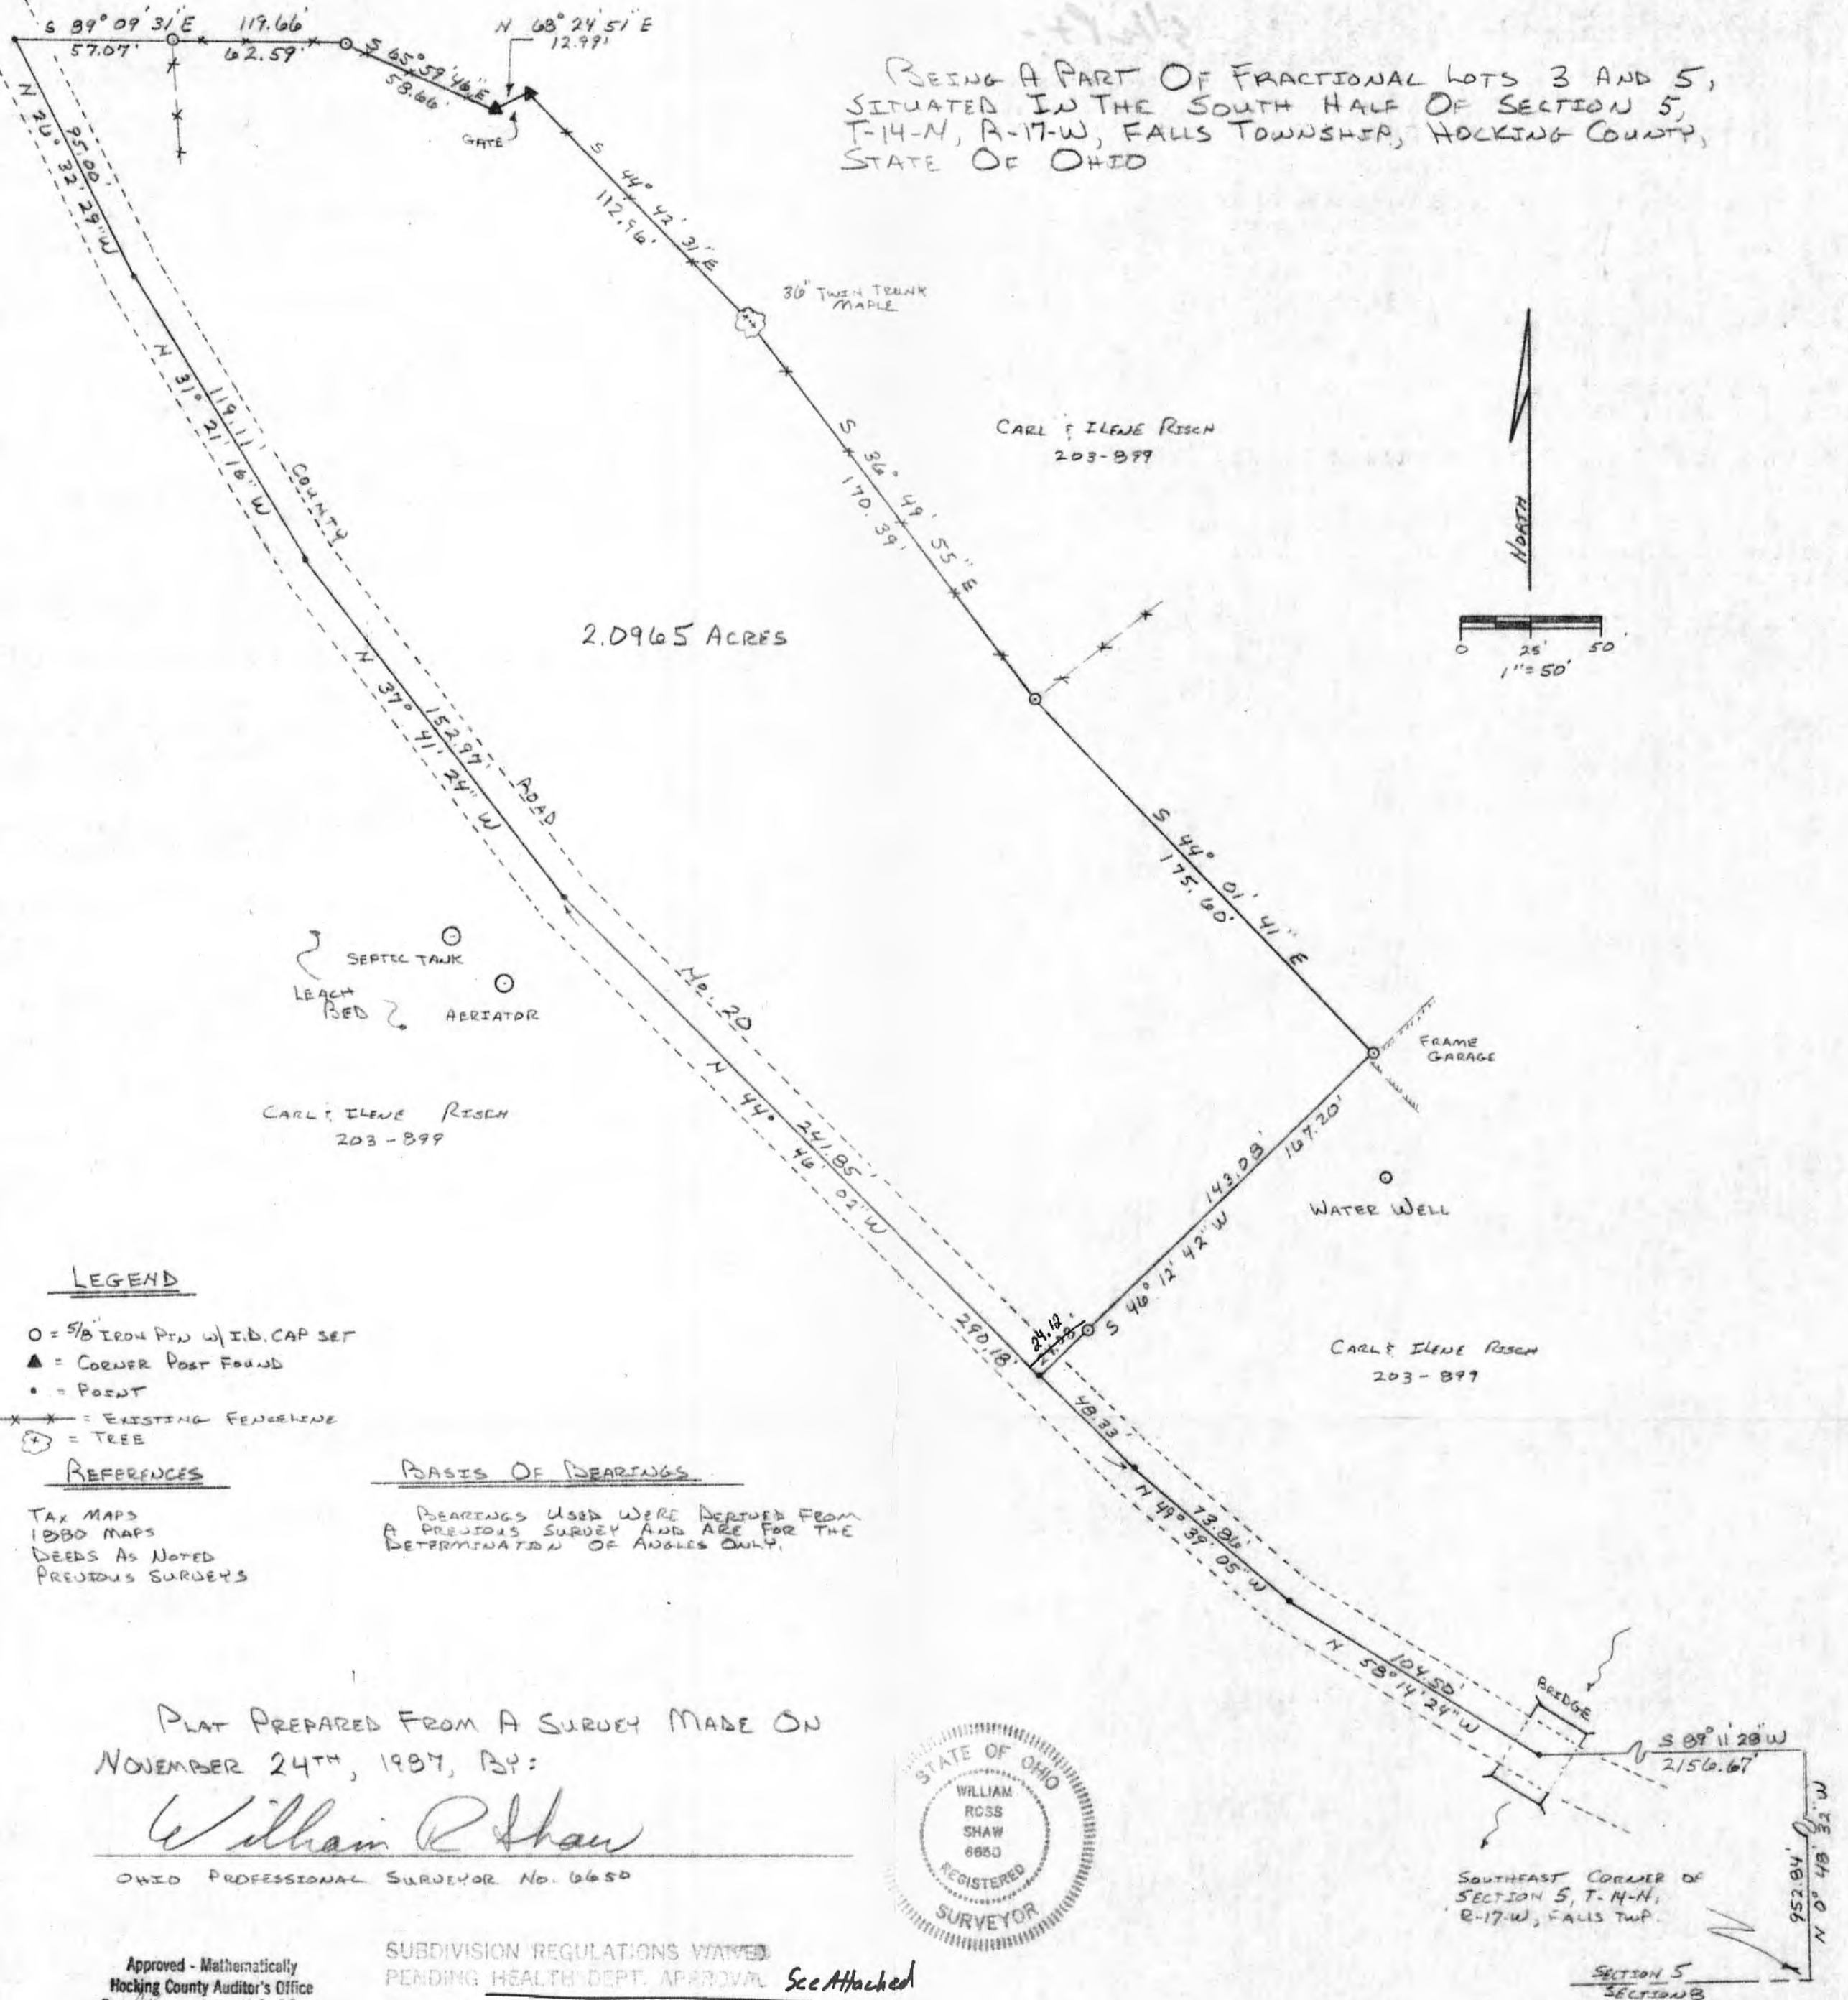 S 89° 09' 31" E 119.66'
57.07' 62.59'
S 65° 59' 46" E
58.66'
N 68° 24' 51" E
12.99'
GATE
BEING A PART OF FRACTIONAL LOTS 3 AND 5,
SITUATED IN THE SOUTH HALF OF SECTION 5,
T-14-N, R-17-W, FALLS TOWNSHIP, HOCKING COUNTY,
STATE OF OHIO
95.00'
N 26° 32' 29" W
S 44° 42' 31" E
112.96'
36" TWIN TRUNK
MAPLE
119.11'
N 31° 21' 16" W
COUNTY
S 36° 49' 55" E
170.39'
CARL & ILENE RISCH
203-899
NORTH
0 25' 50'
1"=50'
2.0965 ACRES
152.97'
N 37° 41' 24" W
ROAD
S 44° 01' 41" E
175.60'
SEPTIC TANK
LEACH
BED
AERIATOR
No. 20
FRAME
GARAGE
CARL & ILENE RISCH
203-899
241.85'
N 44° 46' 02" W
290.18'
143.08'
167.20'
S 46° 12' 42" W
24.12
WATER WELL
CARL & ILENE RISCH
203-899
48.33'
73.86'
N 49° 39' 05" W
104.50'
N 58° 14' 24" W
BRIDGE
S 89° 11' 28" W
2156.67'
952.84'
N 0° 48' 32" W
SOUTHEAST CORNER OF
SECTION 5, T-14-N,
R-17-W, FALLS TWP.
SECTION 5
SECTION 8
LEGEND
O = 5/8" IRON PIN W/ I.D. CAP SET
▲ = CORNER POST FOUND
• = POINT
x x = EXISTING FENCELINE
= TREE
REFERENCES
TAX MAPS
1880 MAPS
DEEDS AS NOTED
PREVIOUS SURVEYS
BASIS OF BEARINGS
BEARINGS USED WERE DERIVED FROM
A PREVIOUS SURVEY AND ARE FOR THE
DETERMINATION OF ANGLES ONLY.
PLAT PREPARED FROM A SURVEY MADE ON
NOVEMBER 24TH, 1987, BY:
William R Shaw
OHIO PROFESSIONAL SURVEYOR No. 6650
STATE OF OHIO
WILLIAM
ROSS
SHAW
6650
REGISTERED
SURVEYOR
SUBDIVISION REGULATIONS WAIVED
PENDING HEALTH DEPT. APPROVAL See Attached
Approved - Mathematically
Hocking County Auditor's Office